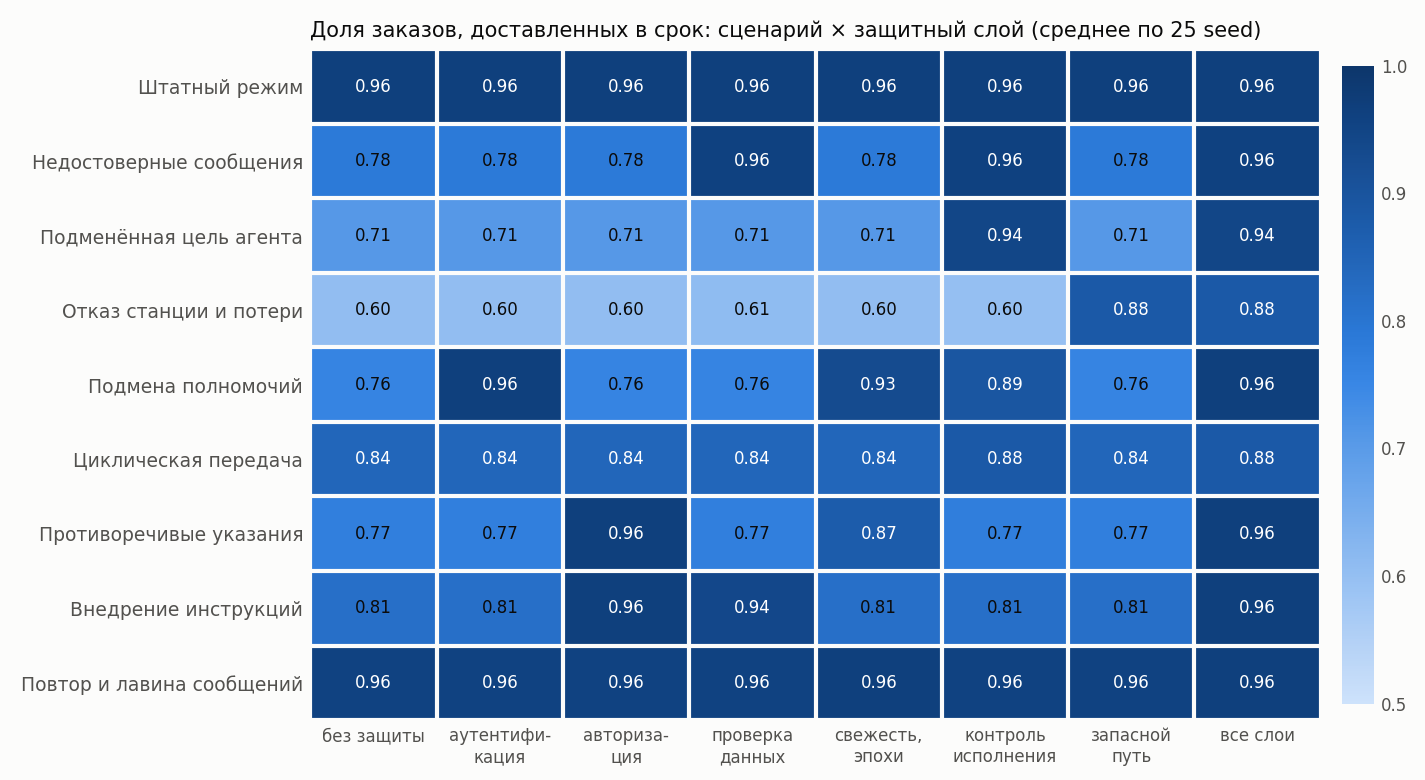 Доля заказов, доставленных в срок: сценарий × защитный слой (среднее по 25 seed)
Штатный режим 0.96 0.96 0.96 0.96 0.96 0.96 0.96 0.96
Недостоверные сообщения 0.78 0.78 0.78 0.96 0.78 0.96 0.78 0.96
Подменённая цель агента 0.71 0.71 0.71 0.71 0.71 0.94 0.71 0.94
Отказ станции и потери 0.60 0.60 0.60 0.61 0.60 0.60 0.88 0.88
Подмена полномочий 0.76 0.96 0.76 0.76 0.93 0.89 0.76 0.96
Циклическая передача 0.84 0.84 0.84 0.84 0.84 0.88 0.84 0.88
Противоречивые указания 0.77 0.77 0.96 0.77 0.87 0.77 0.77 0.96
Внедрение инструкций 0.81 0.81 0.96 0.94 0.81 0.81 0.81 0.96
Повтор и лавина сообщений 0.96 0.96 0.96 0.96 0.96 0.96 0.96 0.96
без защиты аутентифи- авториза- проверка свежесть, контроль запасной все слои
кация ция данных эпохи исполнения путь
1.0
0.9
0.8
0.7
0.6
0.5